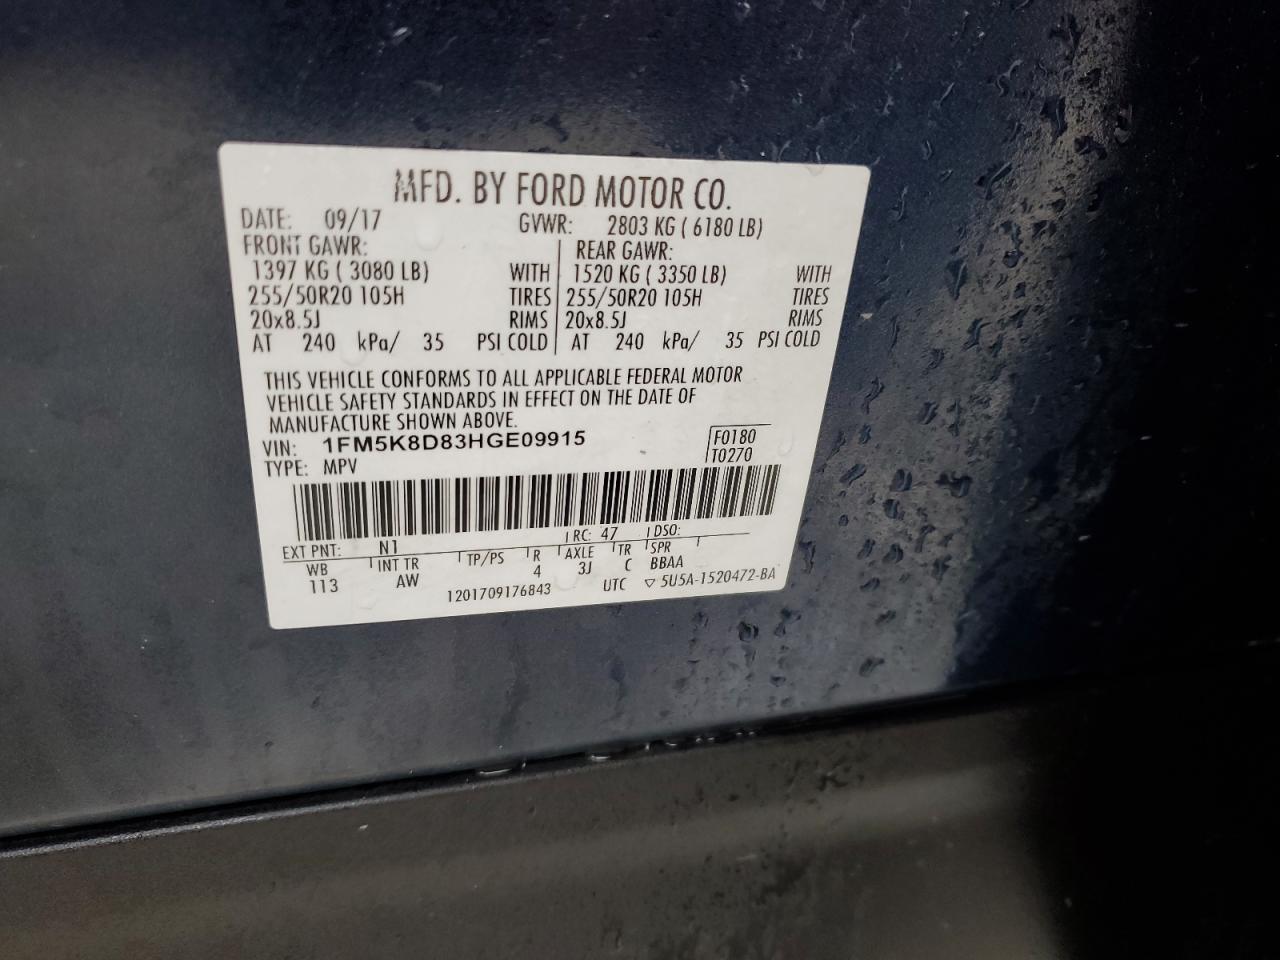 MFD. BY FORD MOTOR CO.
DATE: 09/17 GVWR: 2803 KG ( 6180 LB)
FRONT GAWR: REAR GAWR:
1397 KG ( 3080 LB) WITH 1520 KG ( 3350 LB) WITH
255/50R20 105H TIRES 255/50R20 105H TIRES
20x8.5J RIMS 20x8.5J RIMS
AT 240 kPa/ 35 PSI COLD AT 240 kPa/ 35 PSI COLD
THIS VEHICLE CONFORMS TO ALL APPLICABLE FEDERAL MOTOR
VEHICLE SAFETY STANDARDS IN EFFECT ON THE DATE OF
MANUFACTURE SHOWN ABOVE.
VIN: 1FM5K8D83HGE09915 F0180
TYPE: MPV T0270
EXT PNT: N1 RC: 47 DSO:
WB INT TR TP/PS R AXLE TR SPR
113 AW 4 3J C BBAA
1201709176843 UTC ▽ 5U5A-1520472-BA